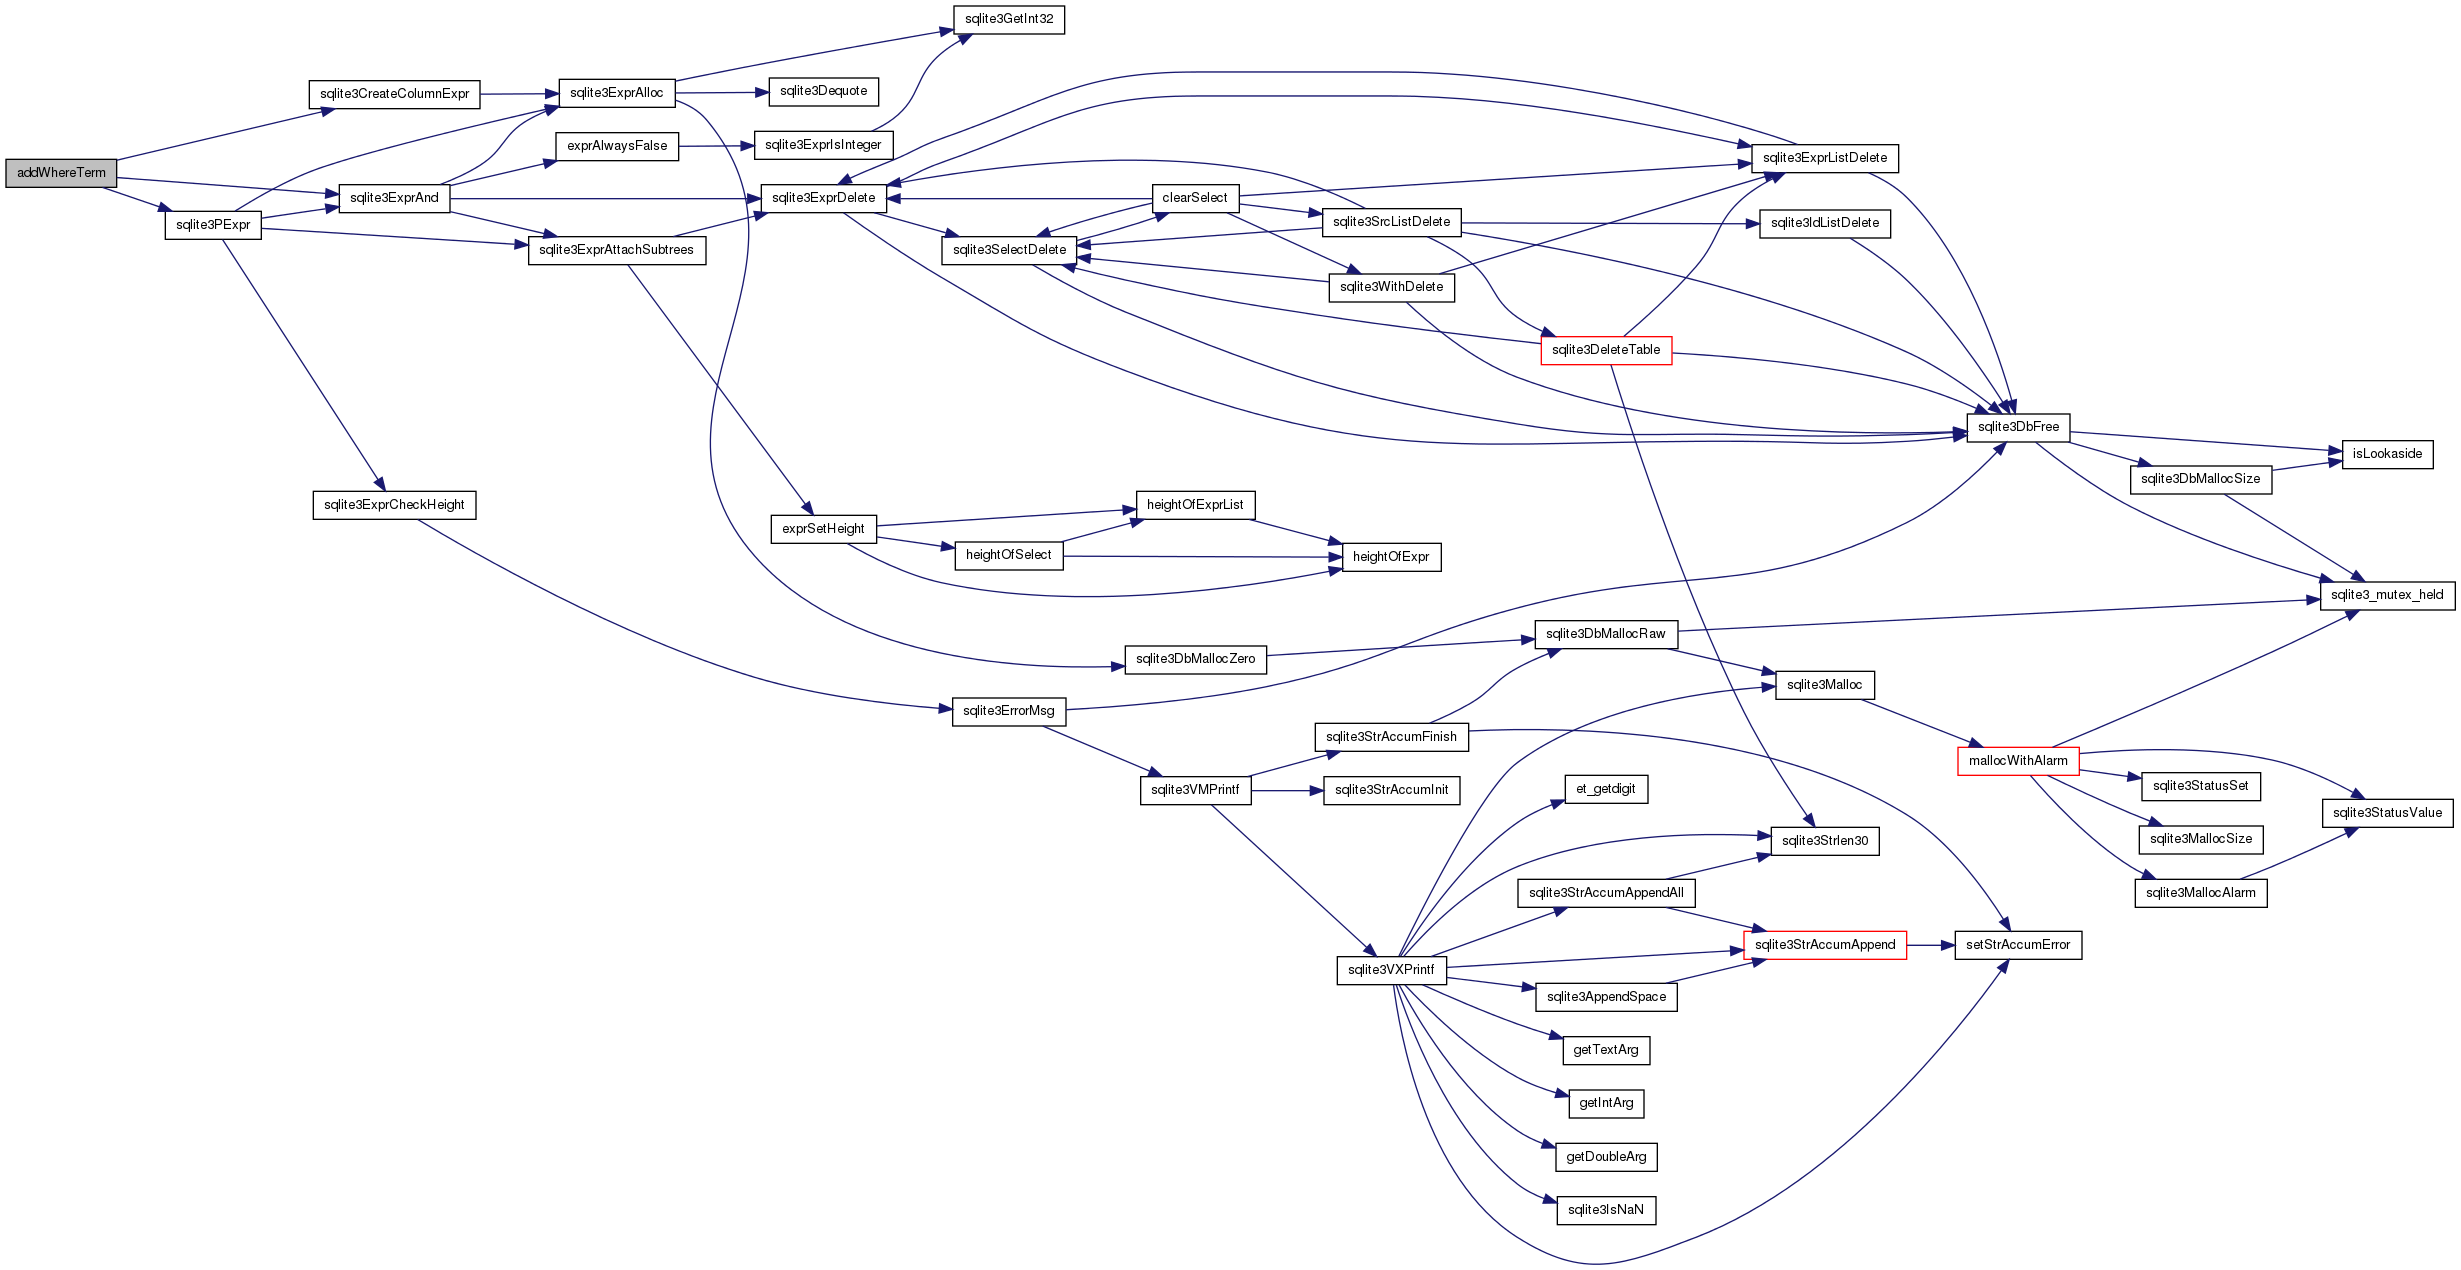 sqlite3GetInt32
sqlite3CreateColumnExpr
sqlite3ExprAlloc
sqlite3Dequote
exprAlwaysFalse
sqlite3ExprIsInteger
addWhereTerm
sqlite3ExprListDelete
sqlite3ExprAnd
sqlite3ExprDelete
clearSelect
sqlite3PExpr
sqlite3SrcListDelete
sqlite3IdListDelete
sqlite3ExprAttachSubtrees
sqlite3SelectDelete
sqlite3WithDelete
sqlite3DeleteTable
sqlite3DbFree
isLookaside
sqlite3DbMallocSize
sqlite3ExprCheckHeight
heightOfExprList
exprSetHeight
heightOfSelect
heightOfExpr
sqlite3_mutex_held
sqlite3DbMallocRaw
sqlite3DbMallocZero
sqlite3Malloc
sqlite3ErrorMsg
sqlite3StrAccumFinish
mallocWithAlarm
sqlite3VMPrintf
sqlite3StrAccumInit
et_getdigit
sqlite3StatusSet
sqlite3StatusValue
sqlite3Strlen30
sqlite3MallocSize
sqlite3StrAccumAppendAll
sqlite3MallocAlarm
sqlite3StrAccumAppend
setStrAccumError
sqlite3VXPrintf
sqlite3AppendSpace
getTextArg
getIntArg
getDoubleArg
sqlite3IsNaN